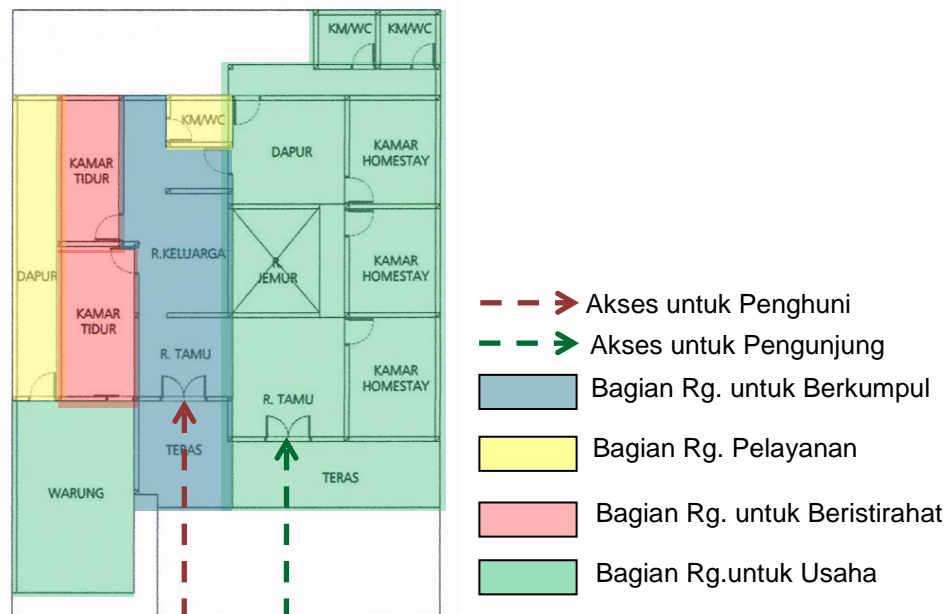 KM/WC
KM/WC
KM/WC
DAPUR
KAMAR
HOMESTAY
KAMAR
TIDUR
DAPUR
R.KELUARGA
R.
JEMUR
KAMAR
HOMESTAY
KAMAR
TIDUR
R. TAMU
KAMAR
HOMESTAY
R. TAMU
TERAS
TERAS
WARUNG
Akses untuk Penghuni
Akses untuk Pengunjung
Bagian Rg. untuk Berkumpul
Bagian Rg. Pelayanan
Bagian Rg. untuk Beristirahat
Bagian Rg.untuk Usaha